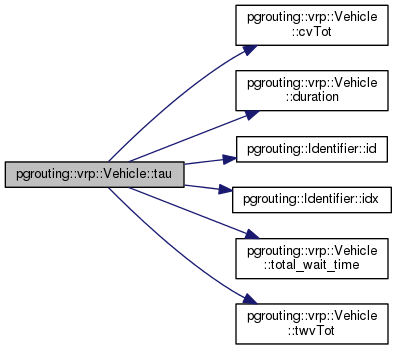 pgrouting::vrp::Vehicle
::cvTot
pgrouting::vrp::Vehicle
::duration
pgrouting::Identifier::id
pgrouting::vrp::Vehicle::tau
pgrouting::Identifier::idx
pgrouting::vrp::Vehicle
::total_wait_time
pgrouting::vrp::Vehicle
::twvTot